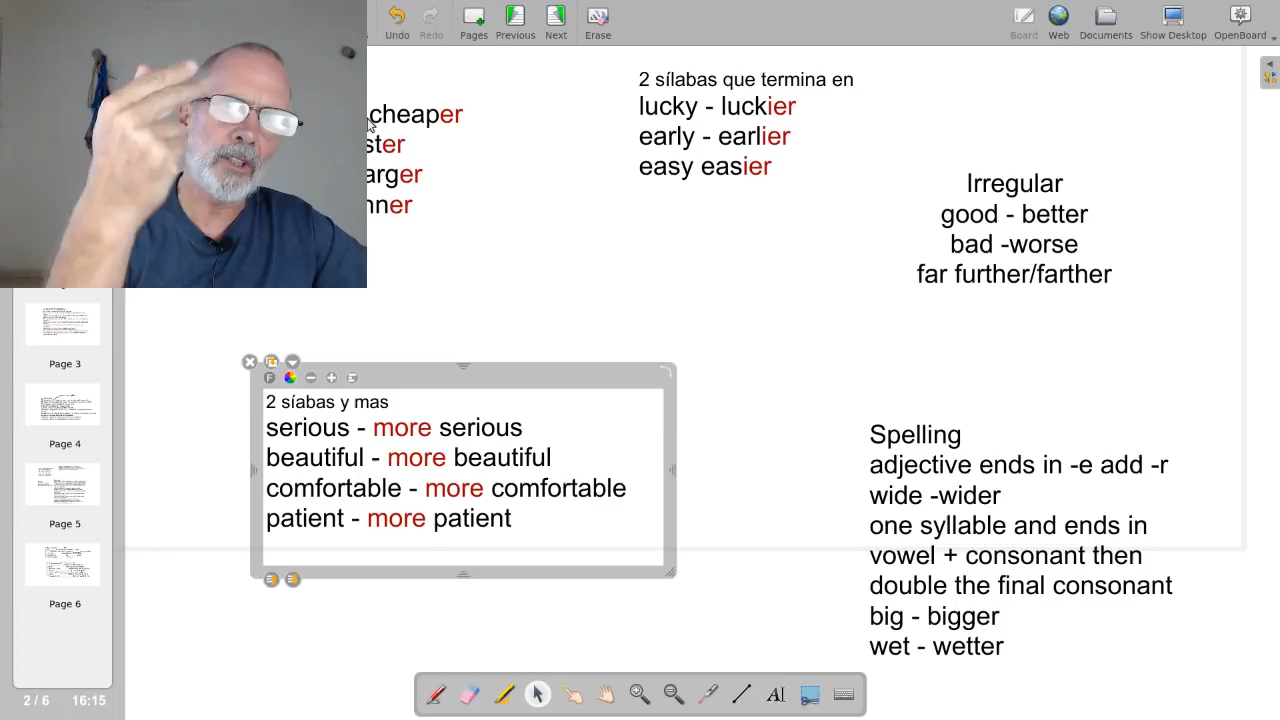 Undo
Redo
Pages
Previous
Next
Erase
Board
Web
Documents
Show Desktop
OpenBoard
cheaper
ster
arger
nner
2 sílabas que termina en
lucky - luckier
early - earlier
easy easier
Irregular
good - better
bad -worse
far further/farther
2 síabas y mas
serious - more serious
beautiful - more beautiful
comfortable - more comfortable
patient - more patient
Spelling
adjective ends in -e add -r
wide -wider
one syllable and ends in
vowel + consonant then
double the final consonant
big - bigger
wet - wetter
Page 3
Page 4
Page 5
Page 6
2 / 6
16:15